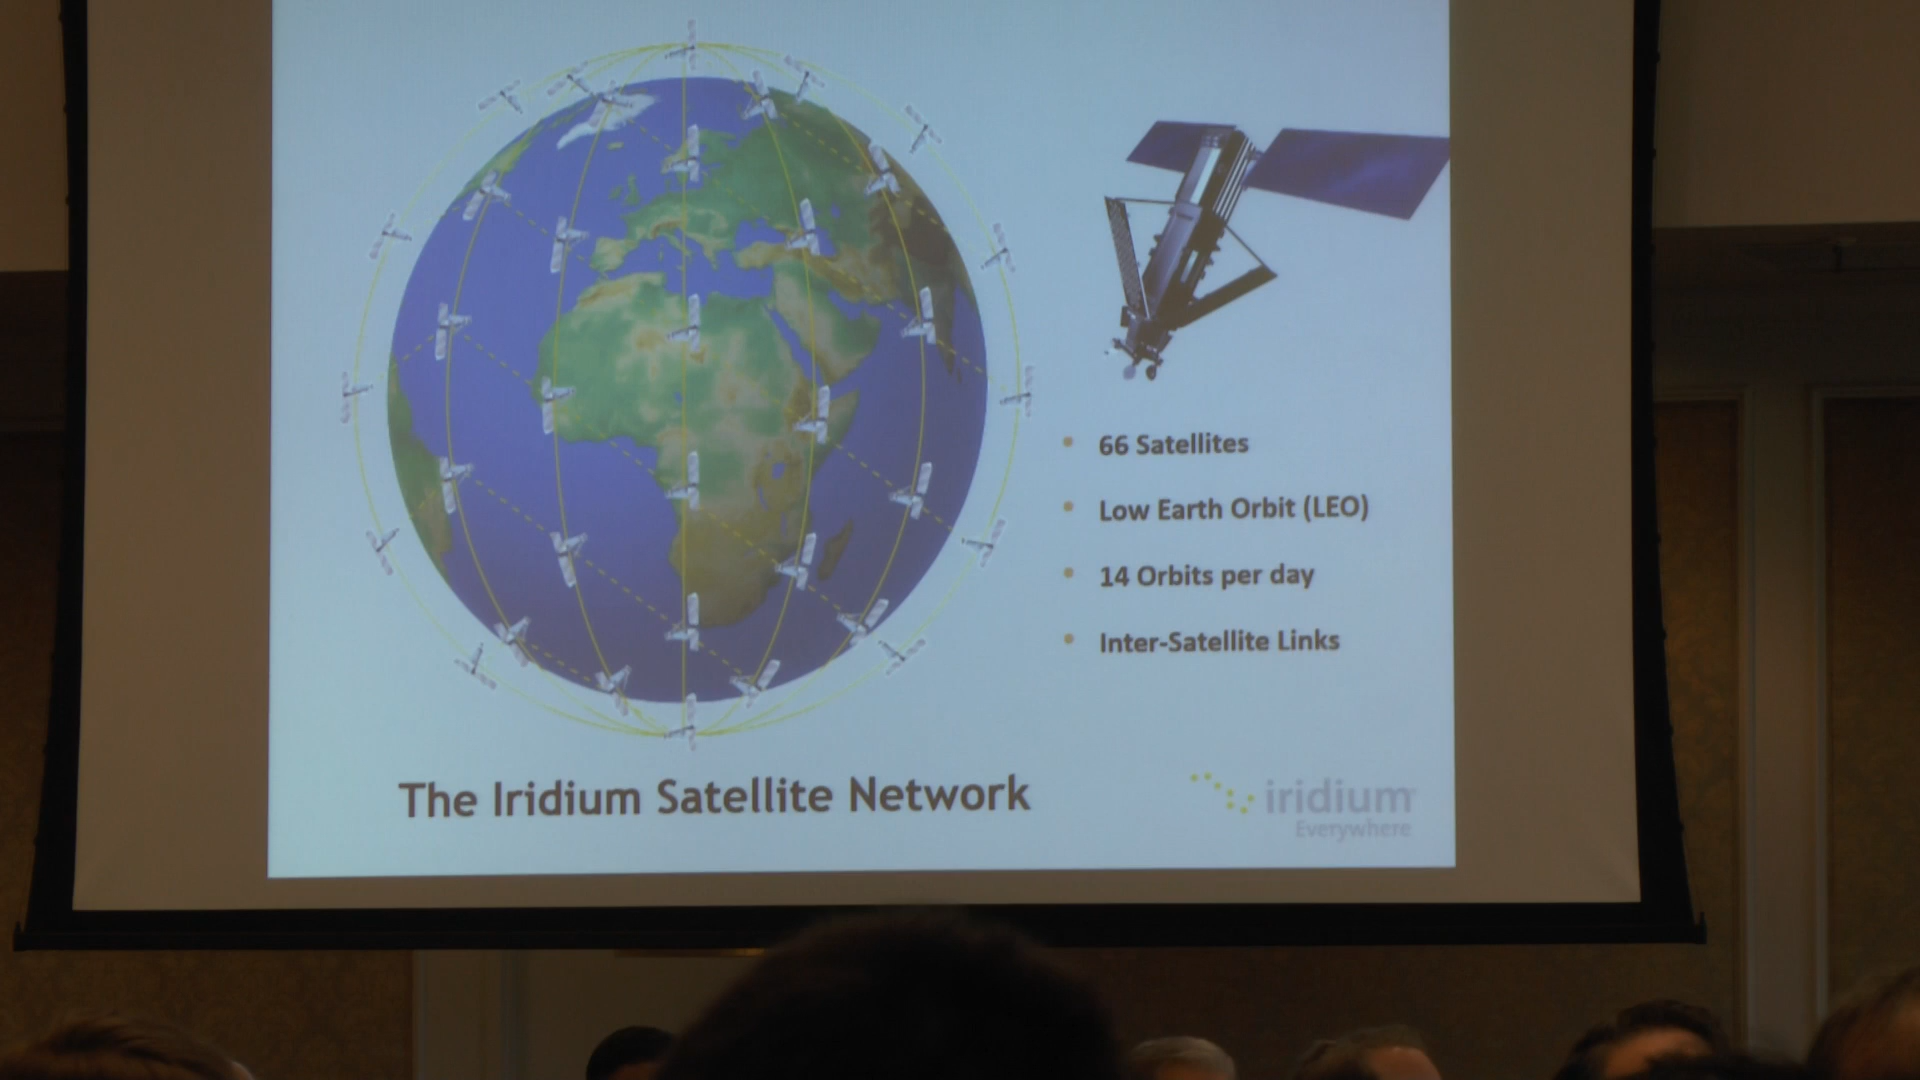 66 Satellites
Low Earth Orbit (LEO)
14 Orbits per day
Inter-Satellite Links
The Iridium Satellite Network
iridium
Everywhere